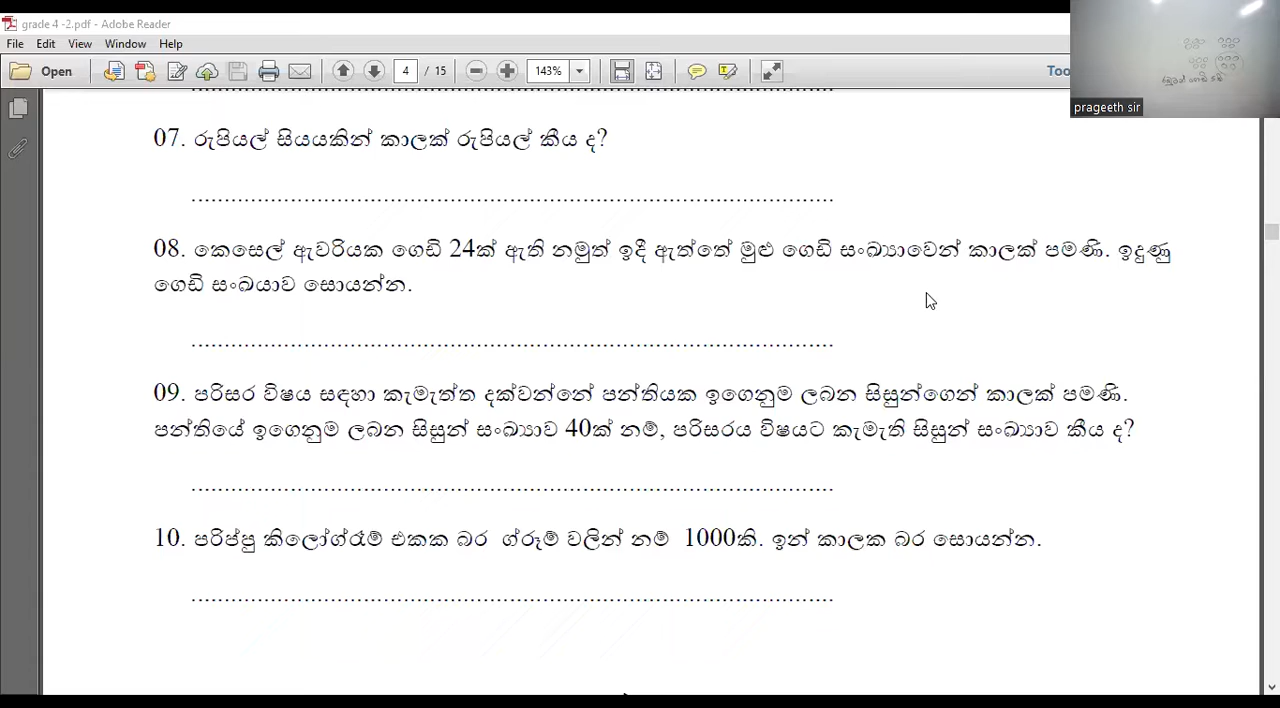 grade 4 -2.pdf - Adobe Reader
File Edit View Window Help
Open 4 / 15 143% Too
prageeth sir
07. රුපියල් සියයකින් කාලක් රුපියල් කීය ද?
08. කෙසෙල් ඇවරියක ගෙඩි 24ක් ඇති නමුත් ඉදී ඇත්තේ මුළු ගෙඩි සංඛ්‍යාවෙන් කාලක් පමණි. ඉදුණු
ගෙඩි සංඛයාව සොයන්න.
09. පරිසර විෂය සඳහා කැමැත්ත දක්වන්නේ පන්තියක ඉගෙනුම ලබන සිසුන්ගෙන් කාලක් පමණි.
පන්තියේ ඉගෙනුම ලබන සිසුන් සංඛ්‍යාව 40ක් නම්, පරිසරය විෂයට කැමැති සිසුන් සංඛ්‍යාව කීය ද?
10. පරිප්පු කිලෝග්රෑම් එකක බර ග්රූම් වලින් නම් 1000කි. ඉන් කාලක බර සොයන්න.